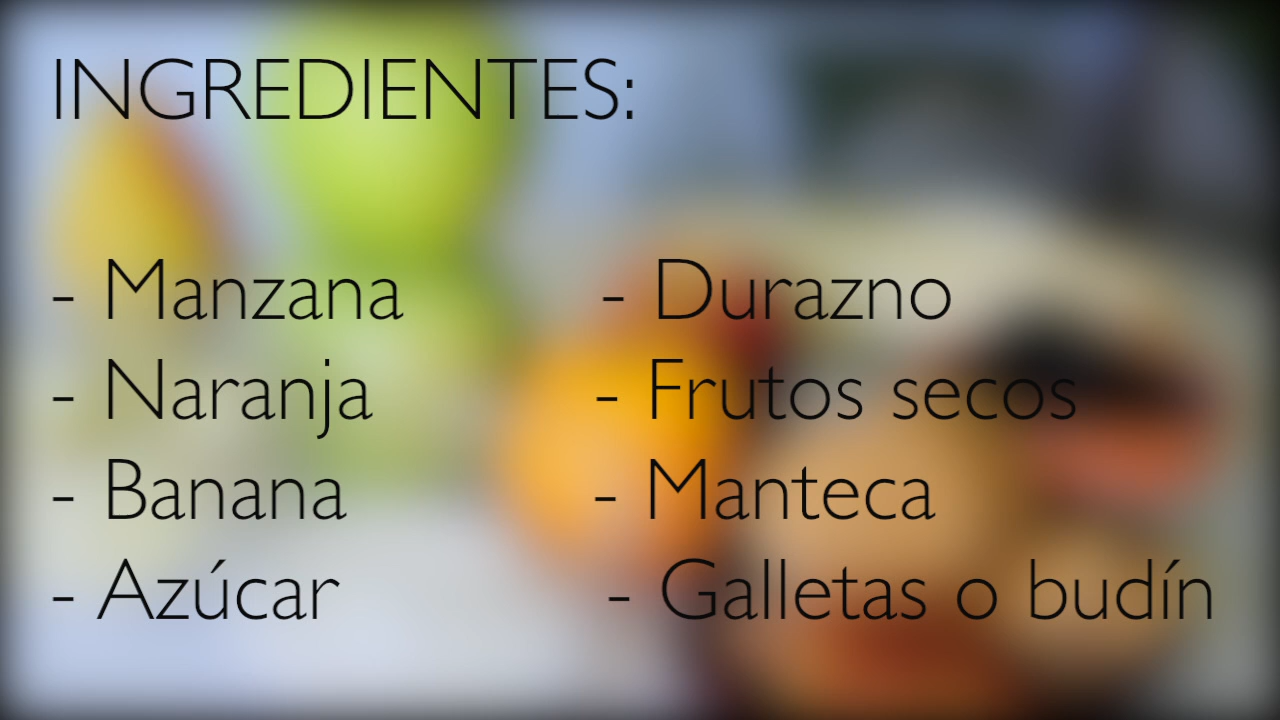 INGREDIENTES:
- Manzana
- Naranja
- Banana
- Azúcar
- Durazno
- Frutos secos
- Manteca
- Galletas o budín